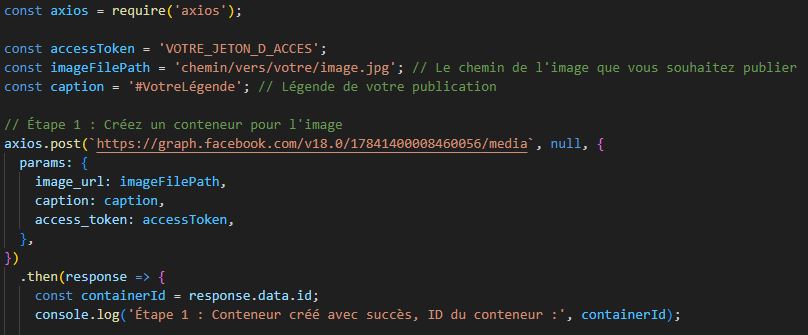 const axios = require('axios');
const accessToken = 'VOTRE_JETON_D_ACCES';
const imageFilePath = 'chemin/vers/votre/image.jpg'; // Le chemin de l'image que vous souhaitez publier
const caption = '#VotreLégende'; // Légende de votre publication
// Étape 1 : Créez un conteneur pour l'image
axios.post(`https://graph.facebook.com/v18.0/17841400008460056/media`, null, {
  params: {
    image_url: imageFilePath,
    caption: caption,
    access_token: accessToken,
  },
})
  .then(response => {
    const containerId = response.data.id;
    console.log('Étape 1 : Conteneur créé avec succès, ID du conteneur :', containerId);